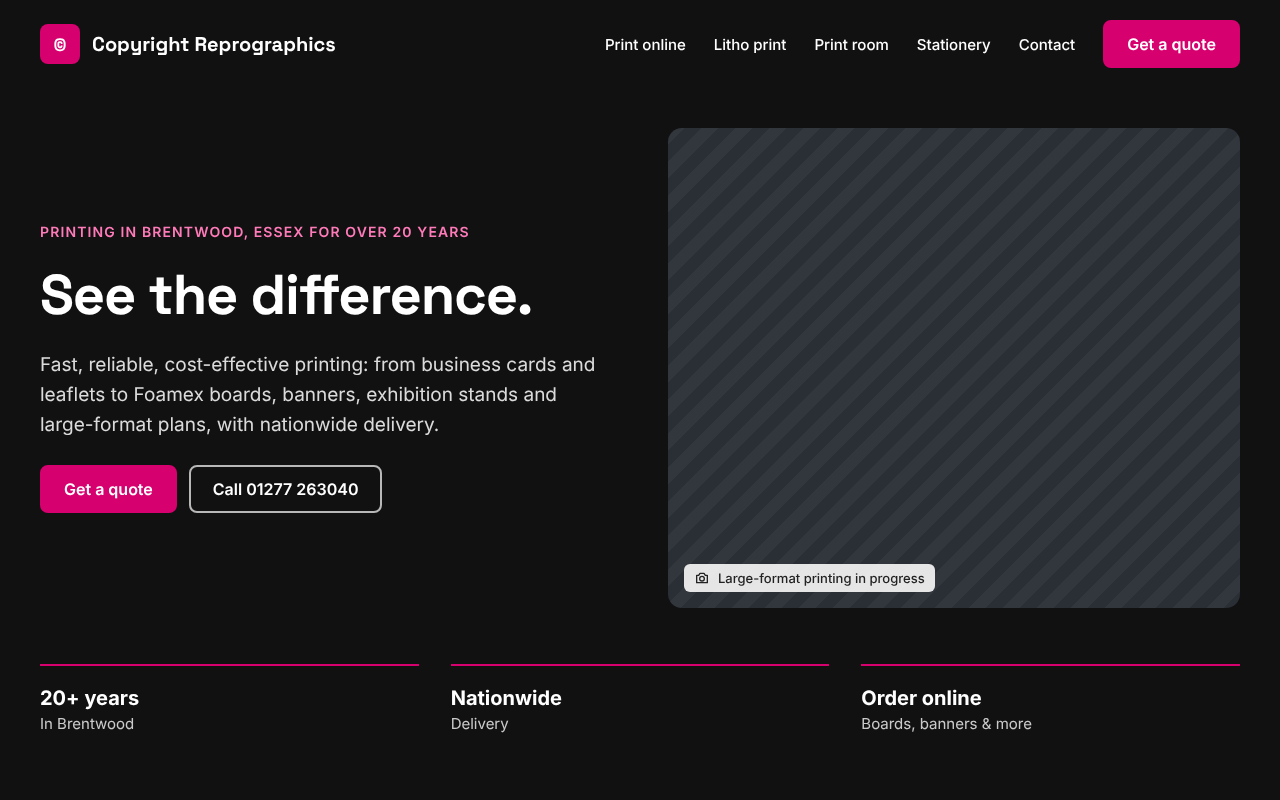 © Copyright Reprographics
Print online
Litho print
Print room
Stationery
Contact
Get a quote
PRINTING IN BRENTWOOD, ESSEX FOR OVER 20 YEARS
See the difference.
Fast, reliable, cost-effective printing: from business cards and
leaflets to Foamex boards, banners, exhibition stands and
large-format plans, with nationwide delivery.
Get a quote
Call 01277 263040
Large-format printing in progress
20+ years
In Brentwood
Nationwide
Delivery
Order online
Boards, banners & more